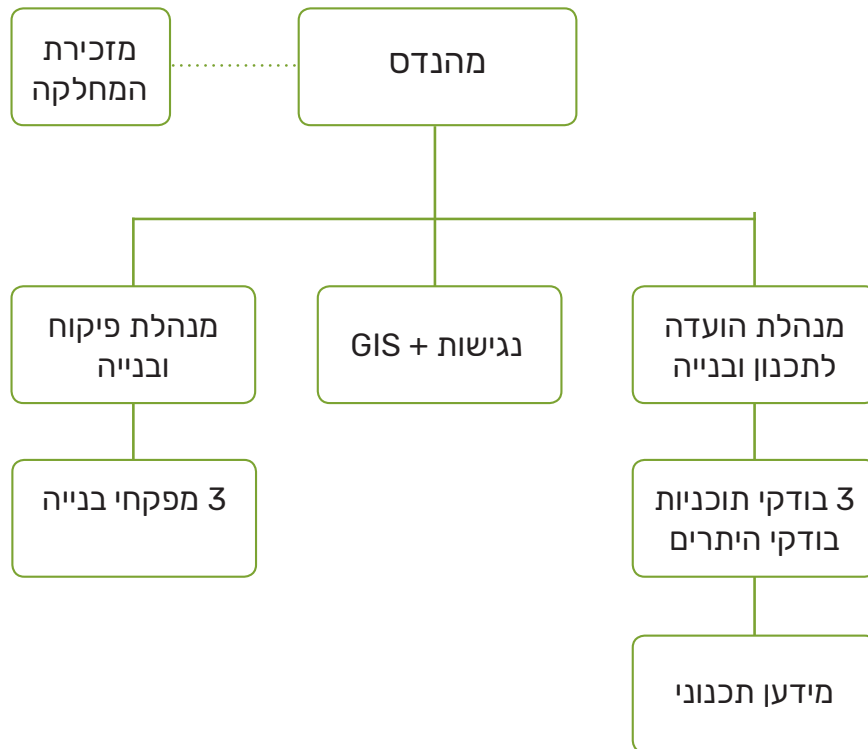 מהנדס
מזכירת
המחלקה
מנהלת הועדה
לתכנון ובנייה
נגישות + GIS
מנהלת פיקוח
ובנייה
3 בודקי תוכניות
בודקי היתרים
3 מפקחי בנייה
מידען תכנוני